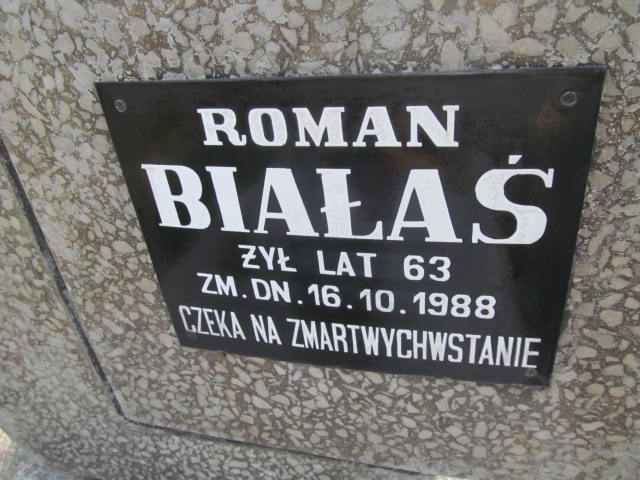 ROMAN
BIAŁAŚ
ŻYŁ LAT 63
ZM. DN. 16.10.1988
CZEKA NA ZMARTWYCHWSTANIE